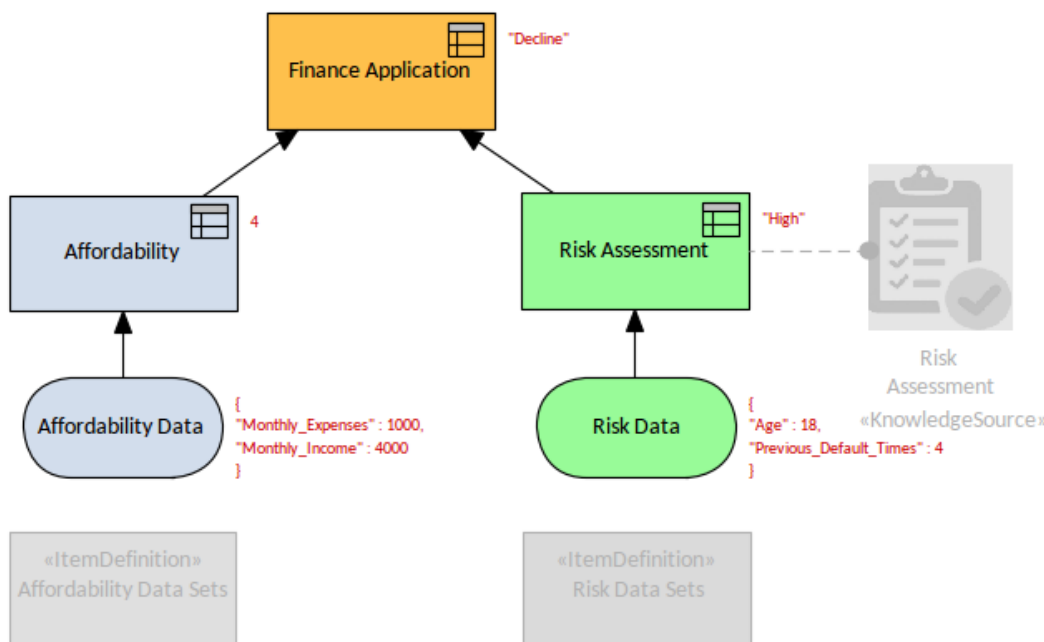 "Decline"
Finance Application
Affordability
4
Risk Assessment
"High"
Risk
Assessment
«KnowledgeSource»
Affordability Data
{
"Monthly_Expenses" : 1000,
"Monthly_Income" : 4000
}
Risk Data
{
"Age" : 18,
"Previous_Default_Times" : 4
}
«ItemDefinition»
Affordability Data Sets
«ItemDefinition»
Risk Data Sets